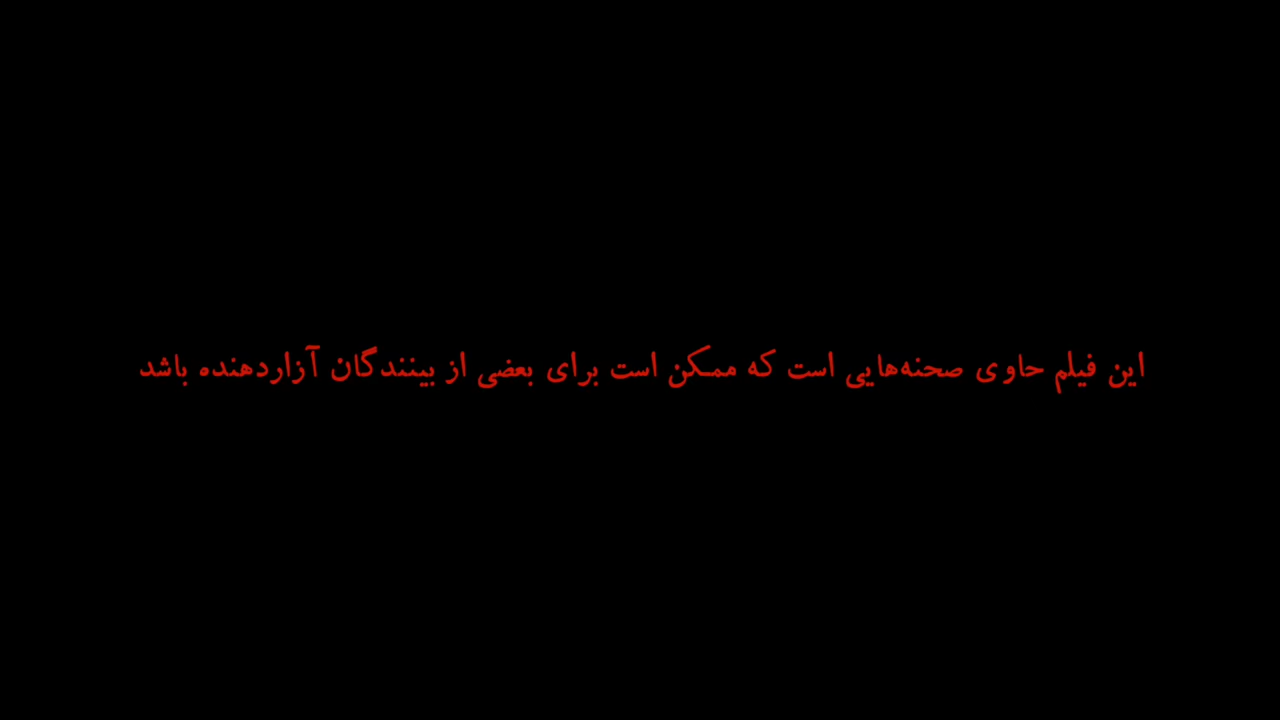 این فیلم حاوی صحنه‌هایی است که ممکن است برای بعضی از بینندگان آزاردهنده باشد